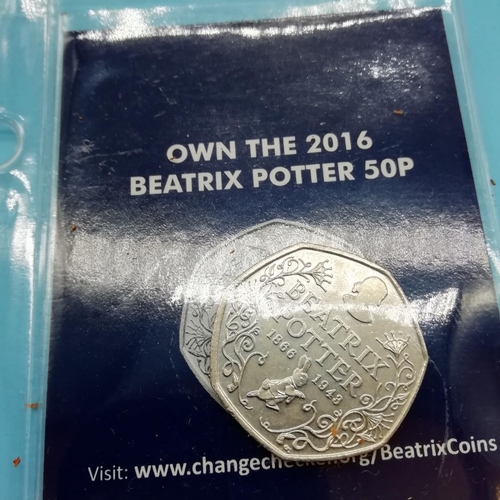 OWN THE 2016
BEATRIX POTTER 50P
BEATRIX
POTTER
1866
1943
Visit: www.changechecker.org/BeatrixCoins